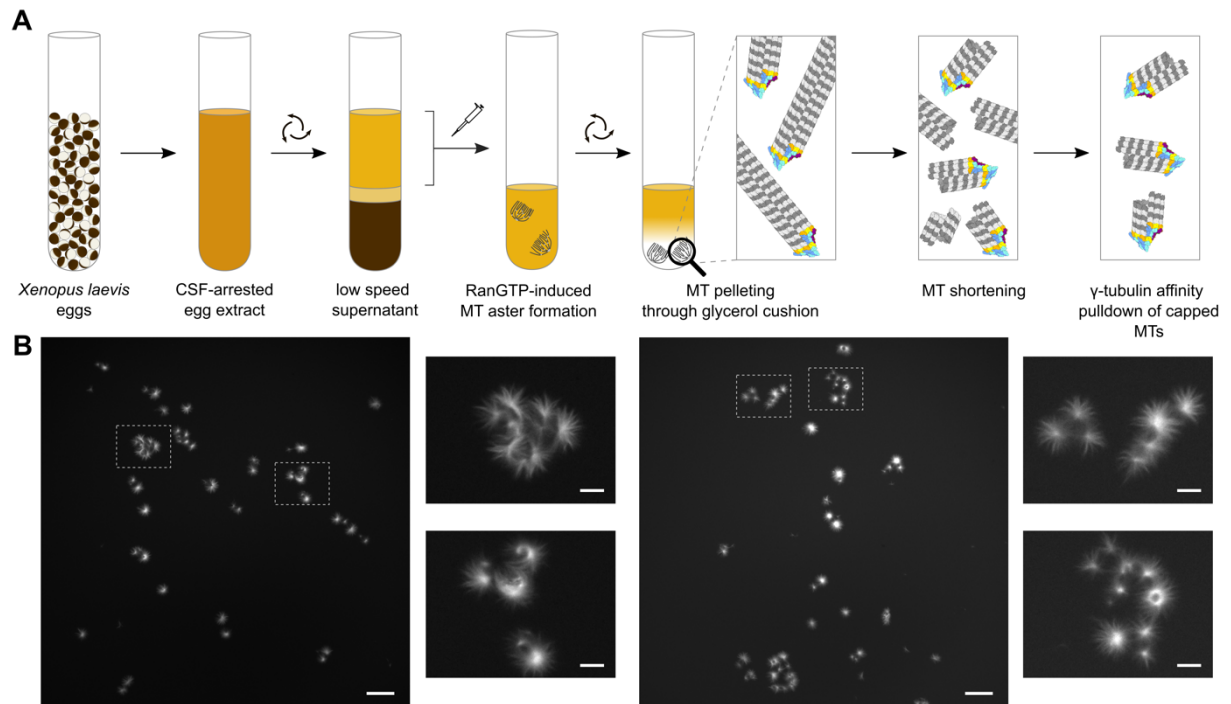 A
Xenopus laevis
eggs
CSF-arrested
egg extract
low speed
supernatant
RanGTP-induced
MT aster formation
MT pelleting
through glycerol cushion
MT shortening
γ-tubulin affinity
pulldown of capped
MTs
B